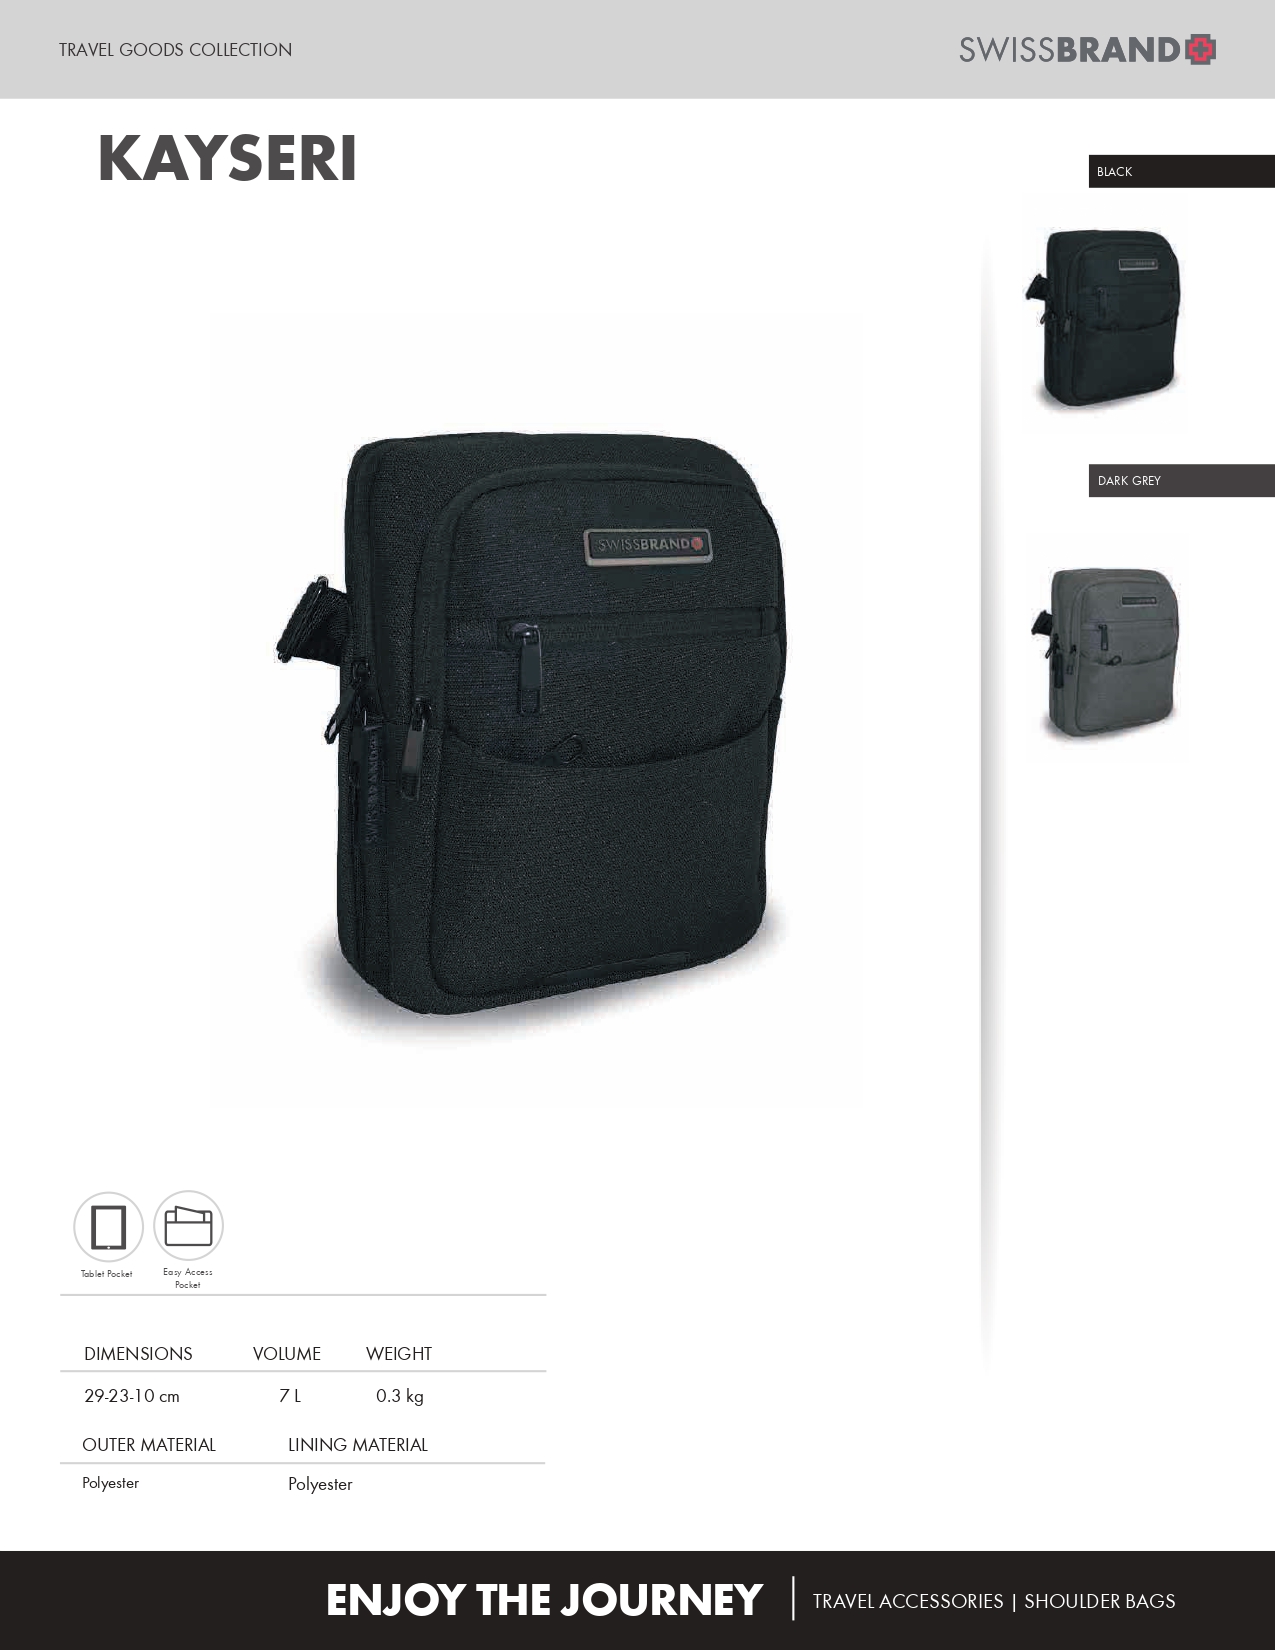 TRAVEL GOODS COLLECTION
SWISSBRAND
KAYSERI
BLACK
SWISSBRAND
DARK GREY
SWISSBRAND
SWISSBRAND
Tablet Pocket
Easy Access
Pocket
DIMENSIONS VOLUME WEIGHT
29-23-10 cm 7 L 0.3 kg
OUTER MATERIAL LINING MATERIAL
Polyester Polyester
ENJOY THE JOURNEY
TRAVEL ACCESSORIES | SHOULDER BAGS